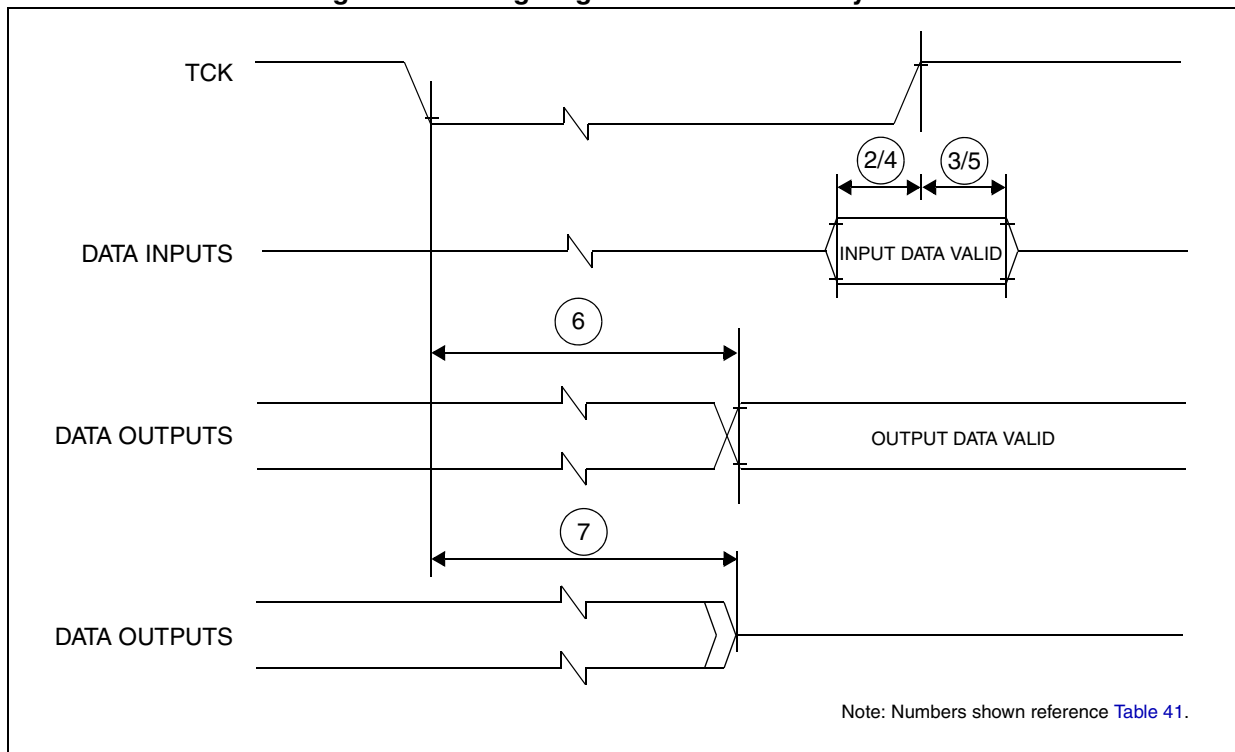 TCK
2/4
3/5
DATA INPUTS
INPUT DATA VALID
6
DATA OUTPUTS
OUTPUT DATA VALID
7
DATA OUTPUTS
Note: Numbers shown reference Table 41.